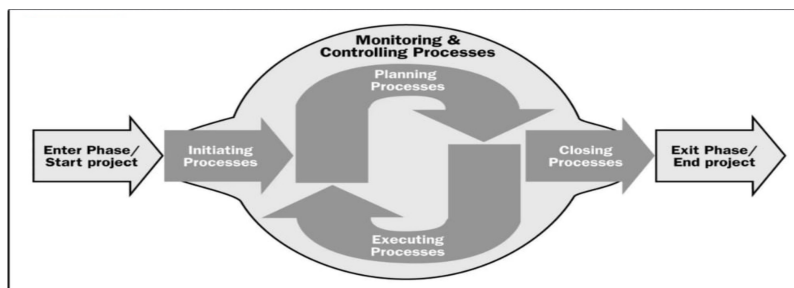 Monitoring &
Controlling Processes
Planning
Processes
Enter Phase/
Start project
Initiating
Processes
Closing
Processes
Exit Phase/
End project
Executing
Processes